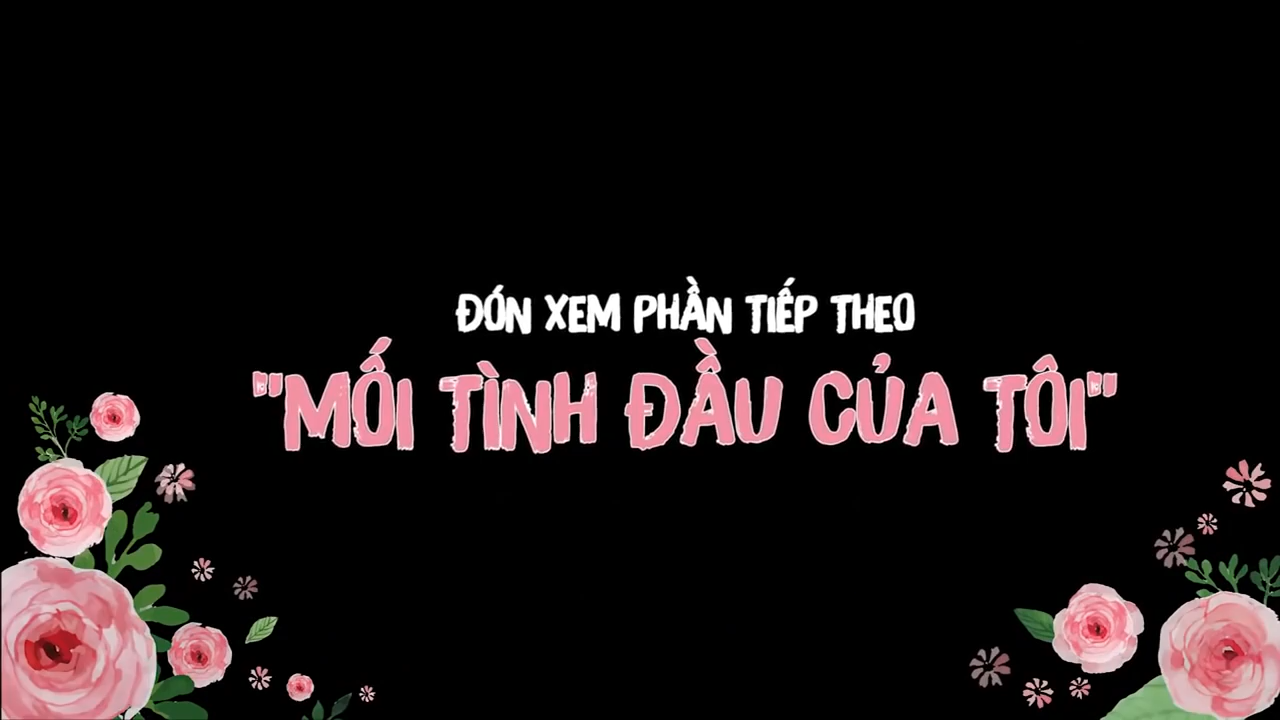 ĐÓN XEM PHẦN TIẾP THEO
"MỐI TÌNH ĐẦU CỦA TÔI"